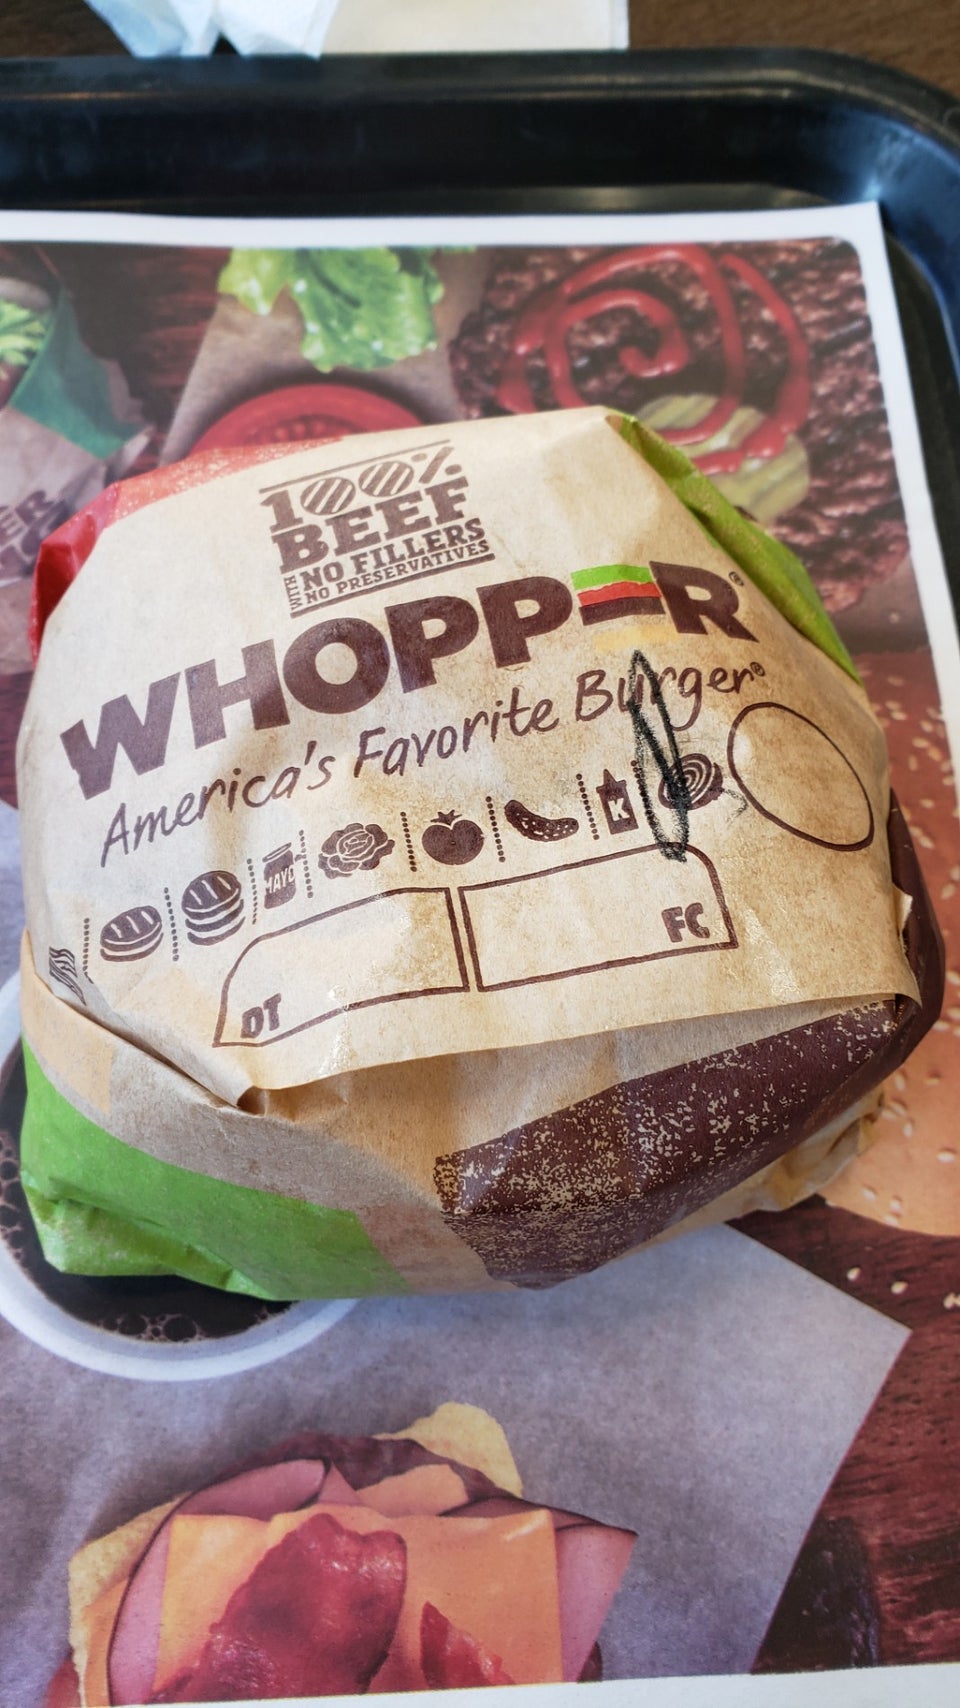 100%
BEEF
WITH NO FILLERS
NO PRESERVATIVES
WHOPPER®
America's Favorite Burger®
MAYO
K
DT
FC